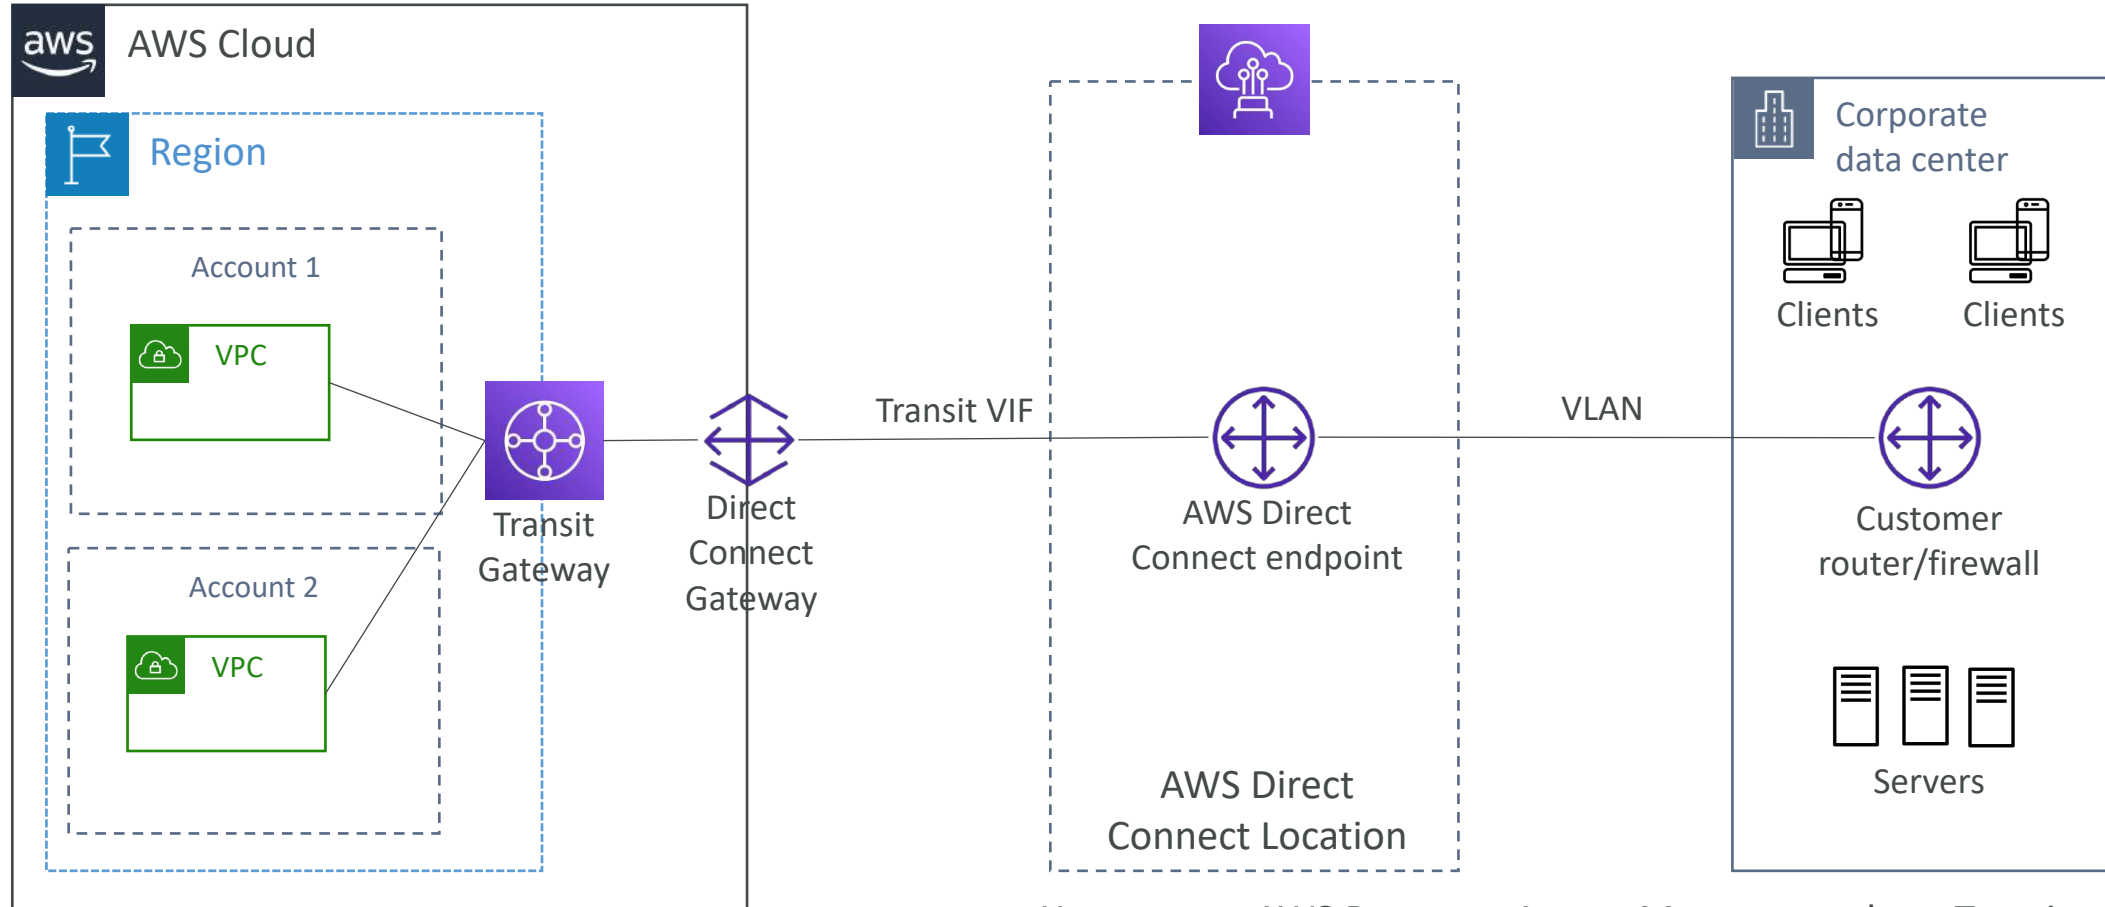 aws
AWS Cloud
Region
Account 1
VPC
Account 2
VPC
Transit
Gateway
Direct
Connect
Gateway
Transit VIF
AWS Direct
Connect endpoint
AWS Direct
Connect Location
VLAN
Corporate
data center
Clients
Clients
Customer
router/firewall
Servers